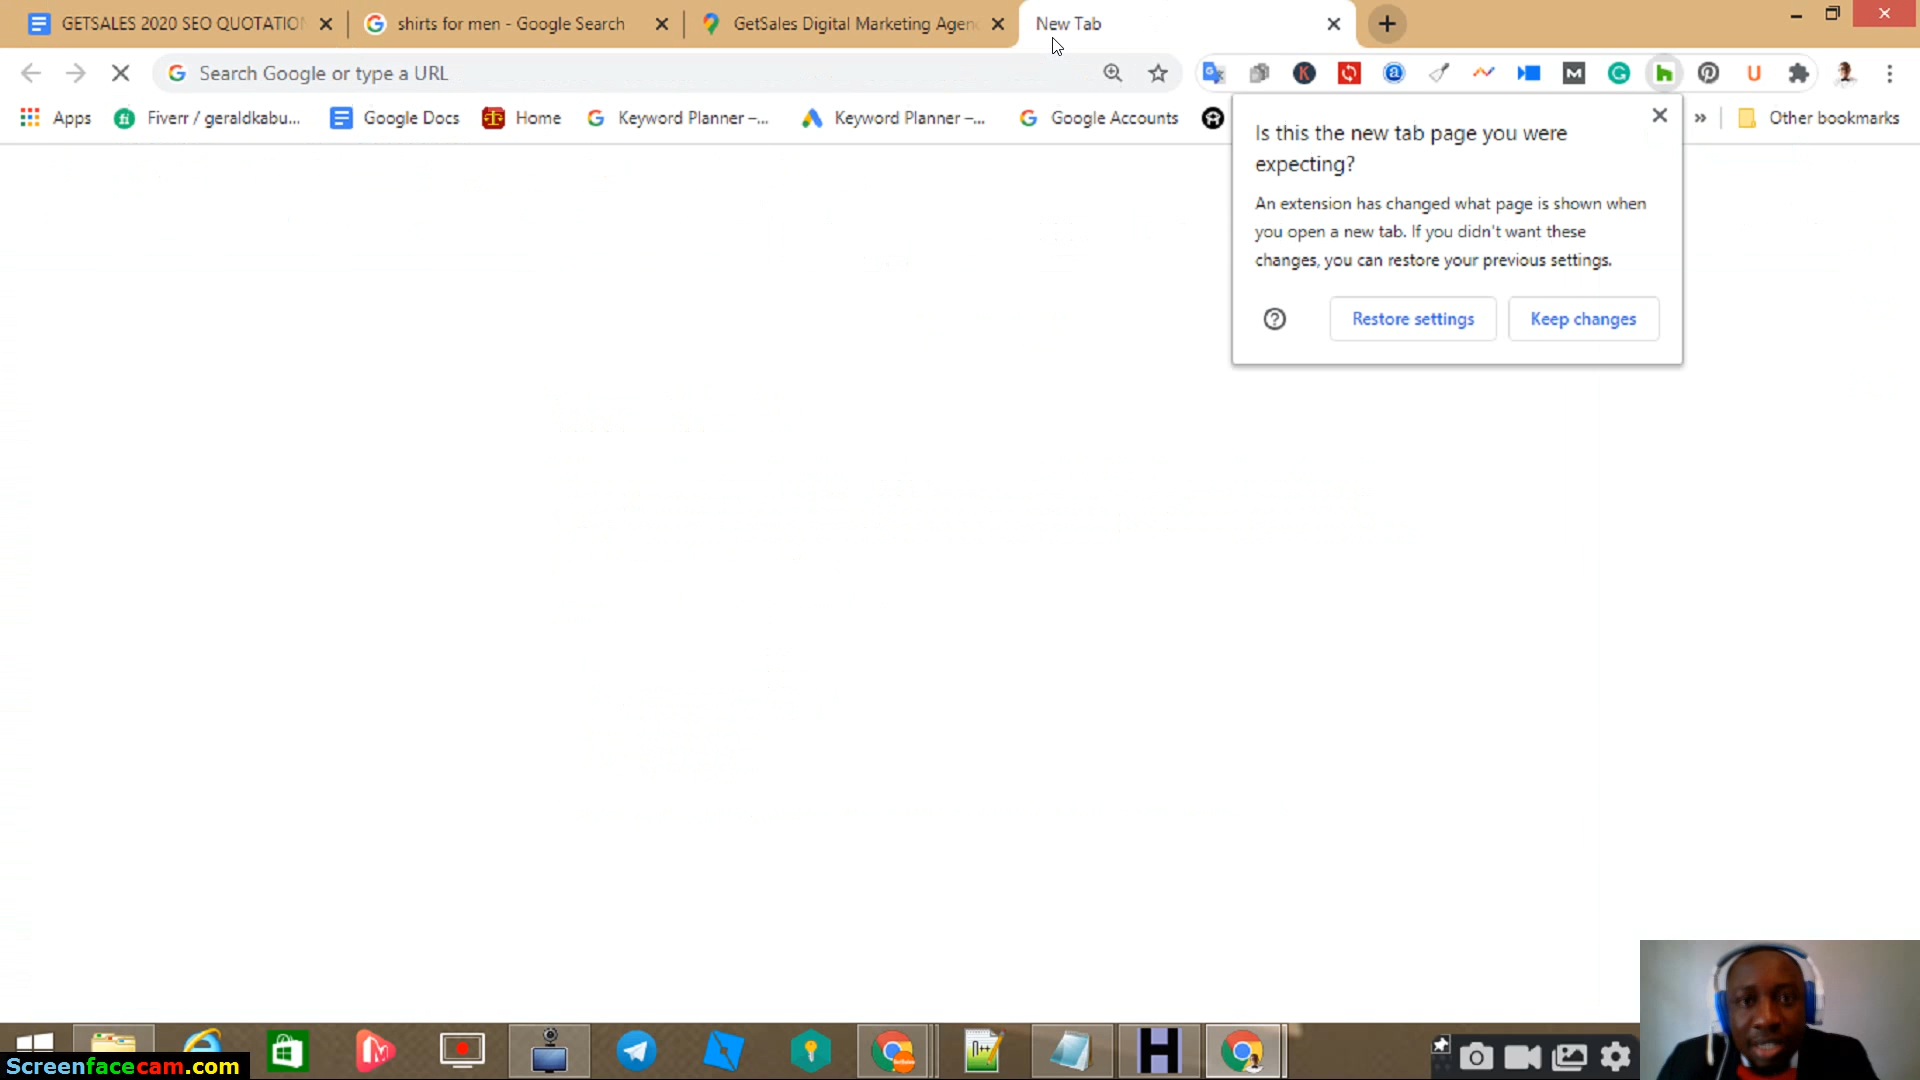 GETSALES 2020 SEO QUOTATION
shirts for men - Google Search
GetSales Digital Marketing Agen
New Tab
Search Google or type a URL
Apps
Fiverr / geraldkabu...
Google Docs
Home
Keyword Planner –...
Keyword Planner –...
Google Accounts
»
Other bookmarks
Is this the new tab page you were
expecting?
An extension has changed what page is shown when
you open a new tab. If you didn't want these
changes, you can restore your previous settings.
Restore settings
Keep changes
Screenfacecam.com